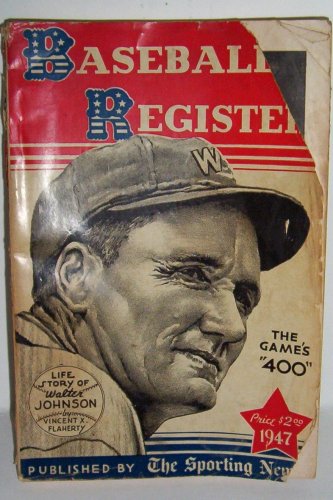 BASEBALL
REGISTER
W
THE
GAME'S
"400"
LIFE
STORY OF
Walter
JOHNSON
by
VINCENT X.
FLAHERTY
Price $2.00
1947
PUBLISHED BY The Sporting New